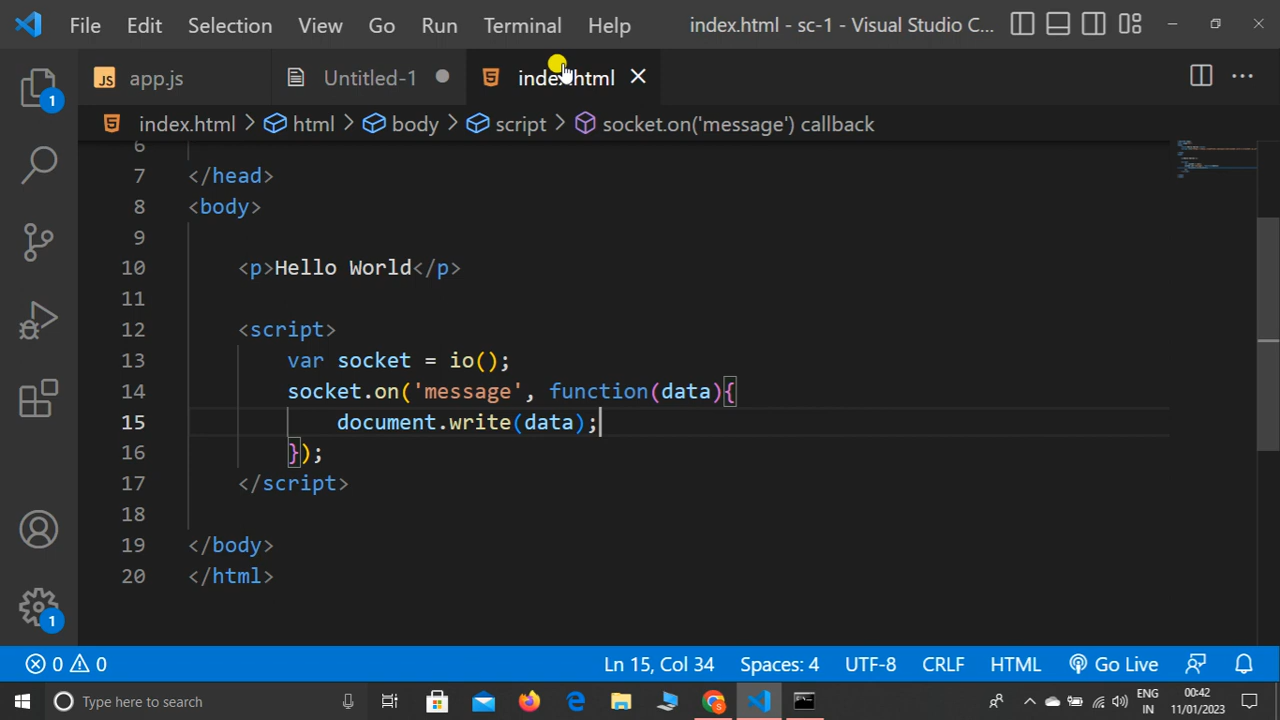 File Edit Selection View Go Run Terminal Help index.html - sc-1 - Visual Studio C...
JS app.js Untitled-1 index.html
index.html > html > body > script > socket.on('message') callback
1
6
7 </head>
8 <body>
9
10 <p>Hello World</p>
11
12 <script>
13 var socket = io();
14 socket.on('message', function(data){
15 document.write(data);
16 });
17 </script>
18
19 </body>
20 </html>
1
0 0 Ln 15, Col 34 Spaces: 4 UTF-8 CRLF HTML Go Live
Type here to search ENG IN 00:42 11/01/2023